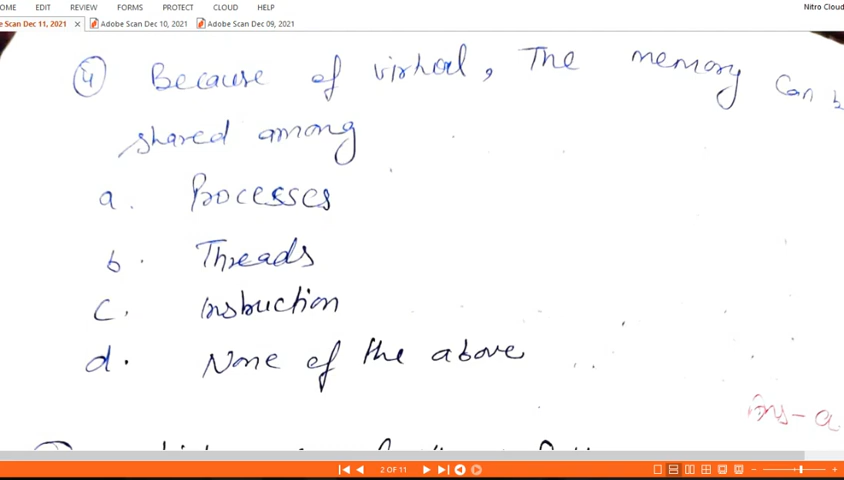 OME EDIT REVIEW FORMS PROTECT CLOUD HELP Nitro Cloud
e Scan Dec 11, 2021 × Adobe Scan Dec 10, 2021 Adobe Scan Dec 09, 2021
4 Because of virtual, The memory can b
shared among
a. Processes
b. Threads
c. instruction
d. None of the above
ans - a
2 OF 11